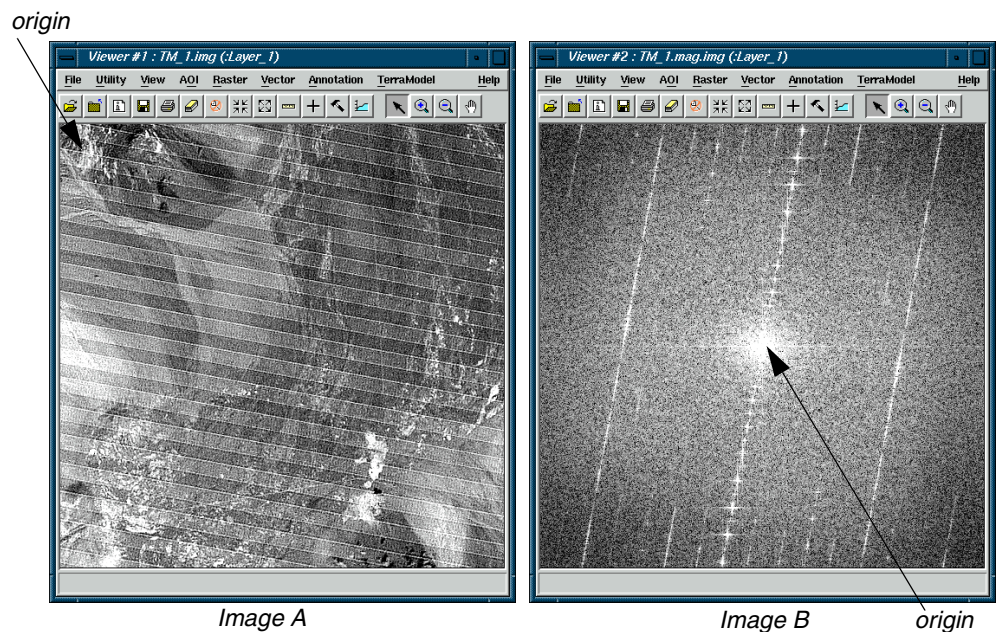 origin
Viewer #1 : TM_1.img (:Layer_1)
File Utility View AOI Raster Vector Annotation TerraModel Help
Viewer #2 : TM_1.mag.img (:Layer_1)
File Utility View AOI Raster Vector Annotation TerraModel Help
Image A
Image B
origin